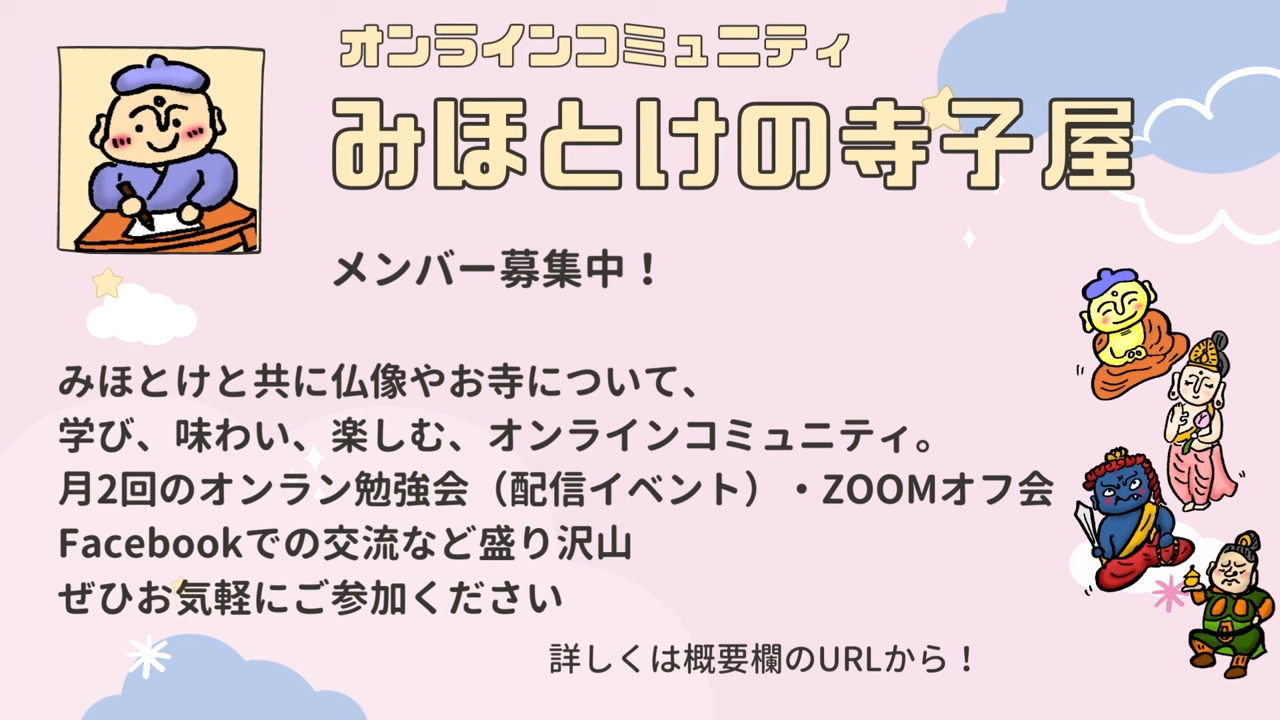 オンラインコミュニティ
みほとけの寺子屋
メンバー募集中！
みほとけと共に仏像やお寺について、
学び、味わい、楽しむ、オンラインコミュニティ。
月2回のオンラン勉強会（配信イベント）・ZOOMオフ会
Facebookでの交流など盛り沢山
ぜひお気軽にご参加ください
詳しくは概要欄のURLから！